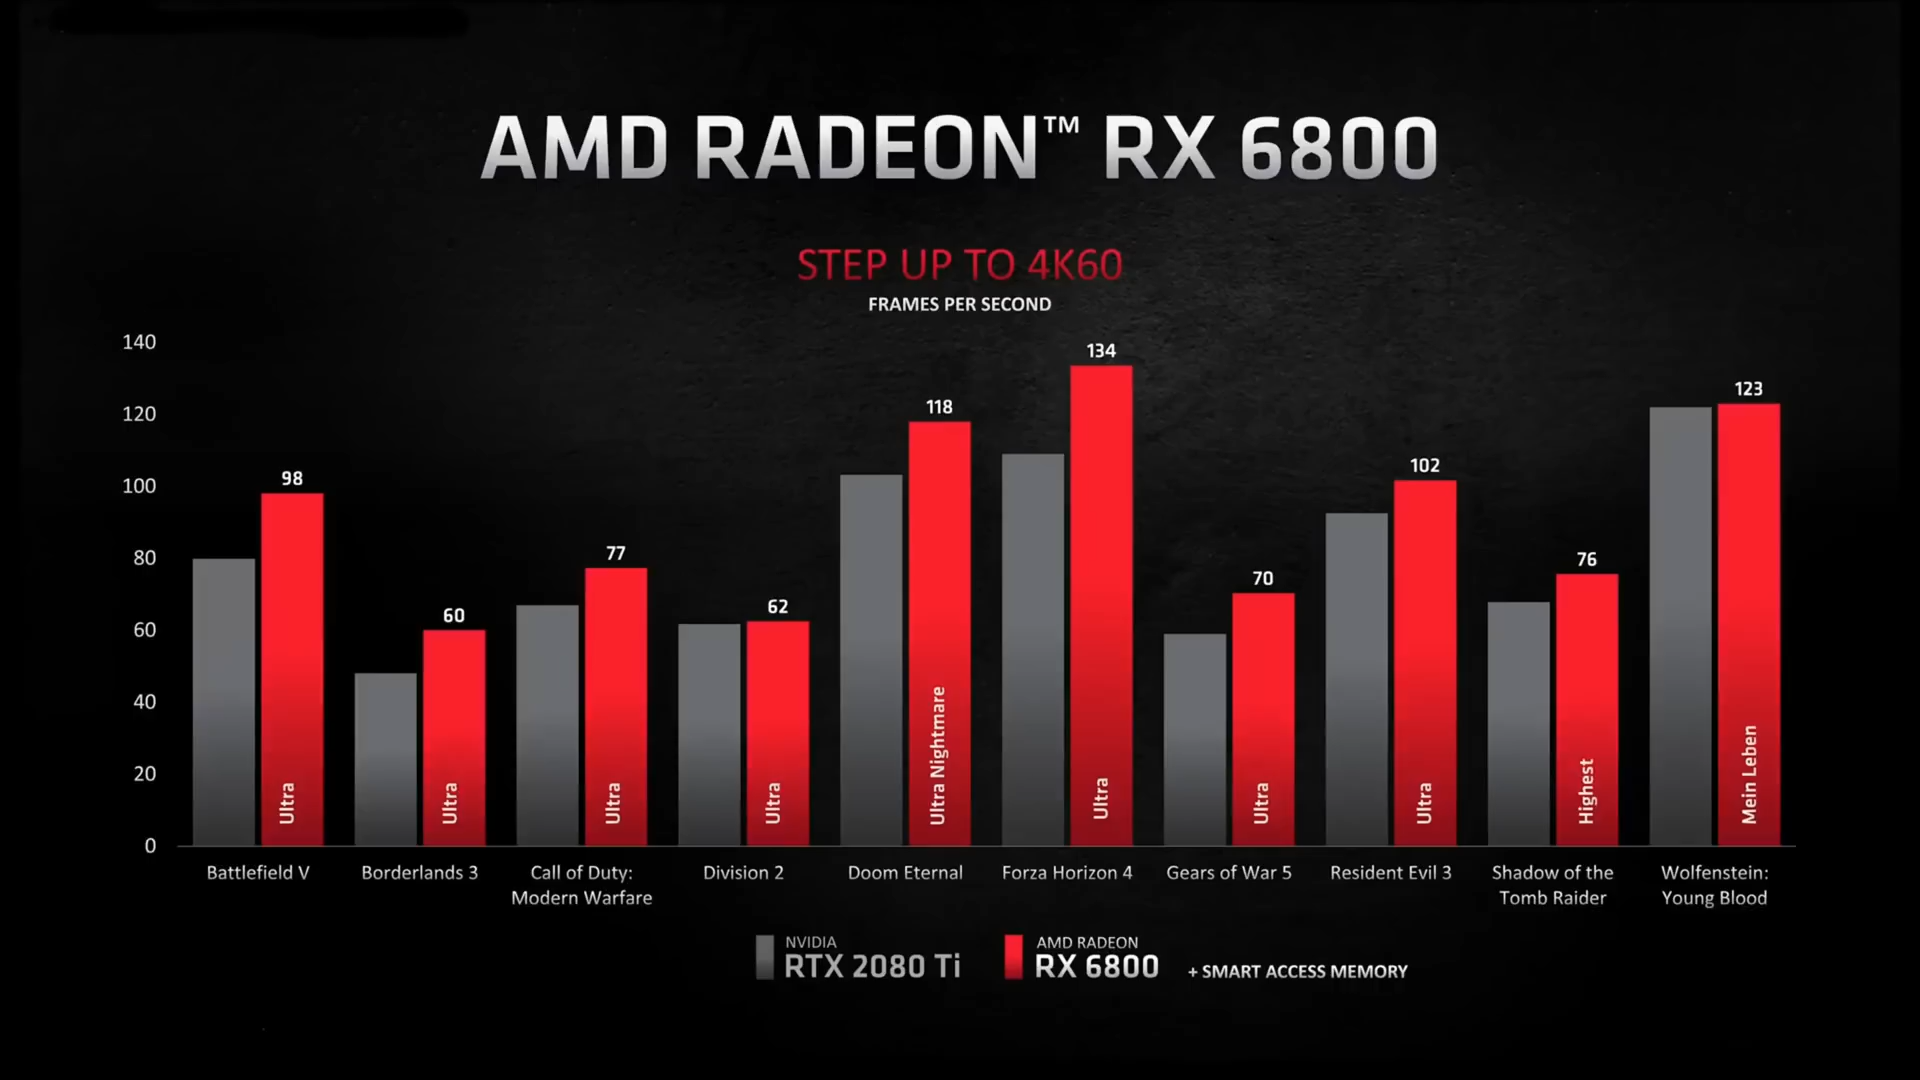 AMD RADEON™ RX 6800
STEP UP TO 4K60
FRAMES PER SECOND
140
120
100
80
60
40
20
0
98
60
77
62
118
134
70
102
76
123
Ultra
Ultra
Ultra
Ultra
Ultra Nightmare
Ultra
Ultra
Ultra
Highest
Mein Leben
Battlefield V
Borderlands 3
Call of Duty:
Modern Warfare
Division 2
Doom Eternal
Forza Horizon 4
Gears of War 5
Resident Evil 3
Shadow of the
Tomb Raider
Wolfenstein:
Young Blood
NVIDIA
RTX 2080 Ti
AMD RADEON
RX 6800
+ SMART ACCESS MEMORY